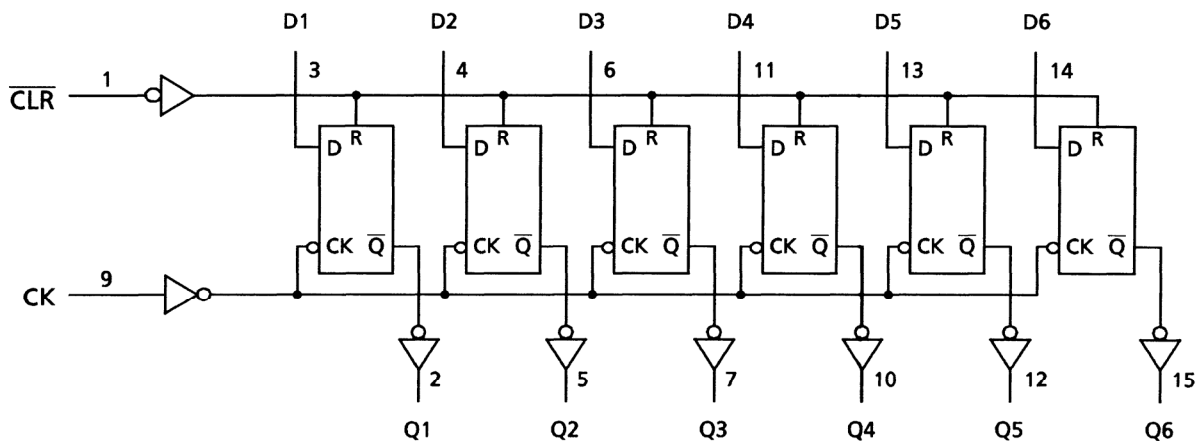 D1 D2 D3 D4 D5 D6
1 3 4 6 11 13 14
C̅L̅R̅
R R R R R R
D D D D D D
CK Q̅ CK Q̅ CK Q̅ CK Q̅ CK Q̅ CK Q̅
9
CK
2 5 7 10 12 15
Q1 Q2 Q3 Q4 Q5 Q6